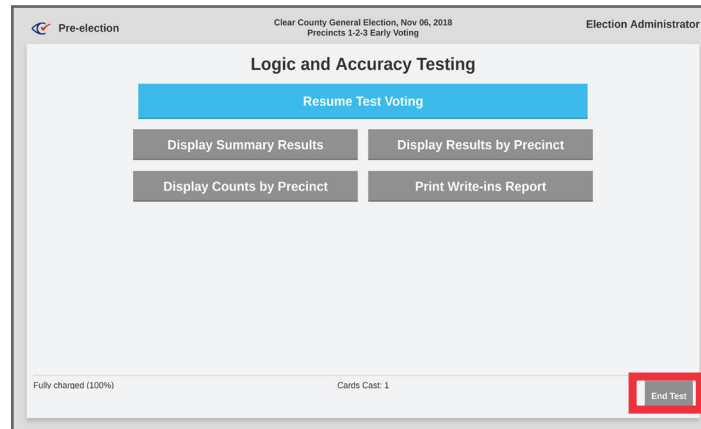 Pre-election
Clear County General Election, Nov 06, 2018
Precincts 1-2-3 Early Voting
Election Administrator
Logic and Accuracy Testing
Resume Test Voting
Display Summary Results
Display Results by Precinct
Display Counts by Precinct
Print Write-ins Report
Fully charged (100%)
Cards Cast: 1
End Test